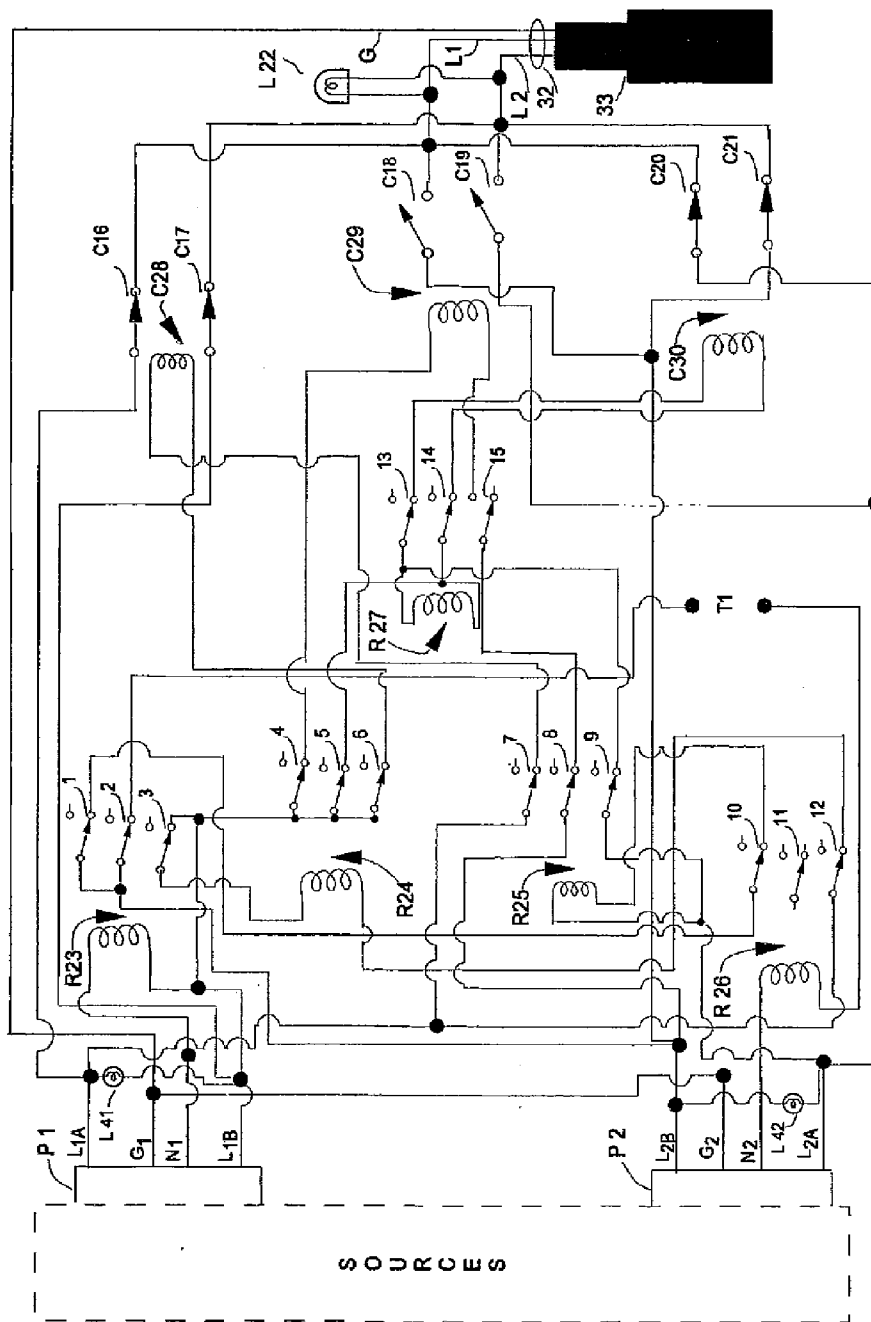 SOURCES
P 1
L1A
G1
N1
L1B
L 41
P 2
L2B
G2
N2
L2A
L 42
R23
1
2
3
R24
4
5
6
R25
7
8
9
R 26
10
11
12
R 27
13
14
15
T1
C16
C28
C17
C29
C18
C19
C30
C20
C21
L 22
G
L1
L 2
32
33